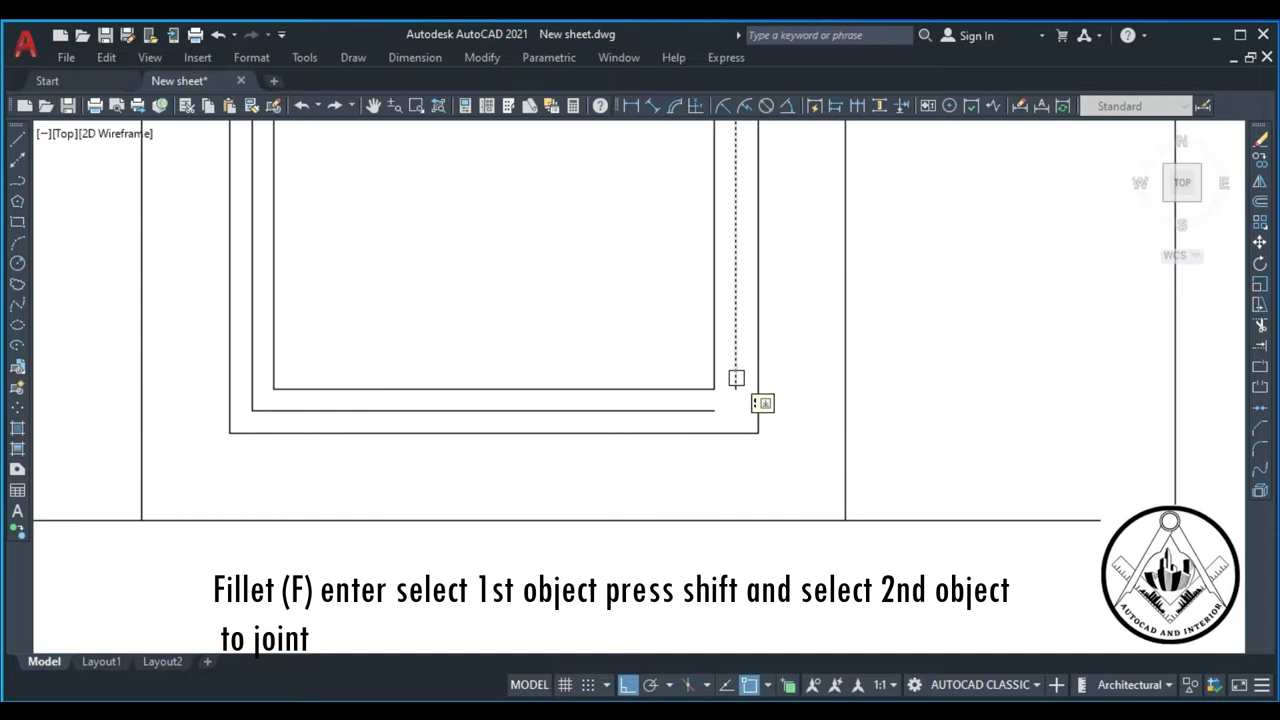 Autodesk AutoCAD 2021 New sheet.dwg
Type a keyword or phrase
Sign In
File Edit View Insert Format Tools Draw Dimension Modify Parametric Window Help Express
Start New sheet*
Standard
[−][Top][2D Wireframe]
N
W TOP E
S
WCS
AUTOCAD AND INTERIOR
Fillet (F) enter select 1st object press shift and select 2nd object
to joint
Model Layout1 Layout2
MODEL 1:1 AUTOCAD CLASSIC Architectural